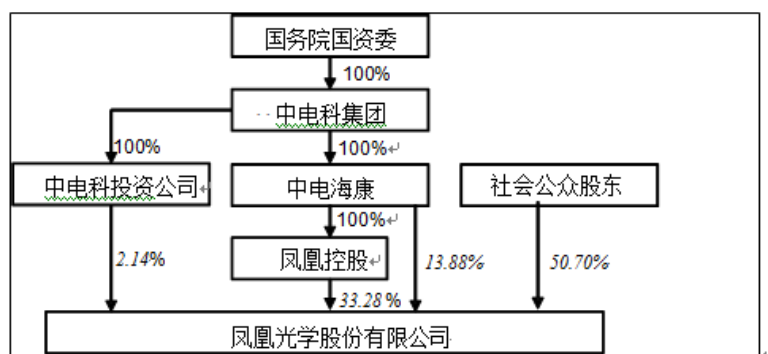 国务院国资委
100%
中电科集团
100%
100%
中电科投资公司
中电海康
社会公众股东
100%
2.14%
凤凰控股
13.88%
50.70%
33.28%
凤凰光学股份有限公司